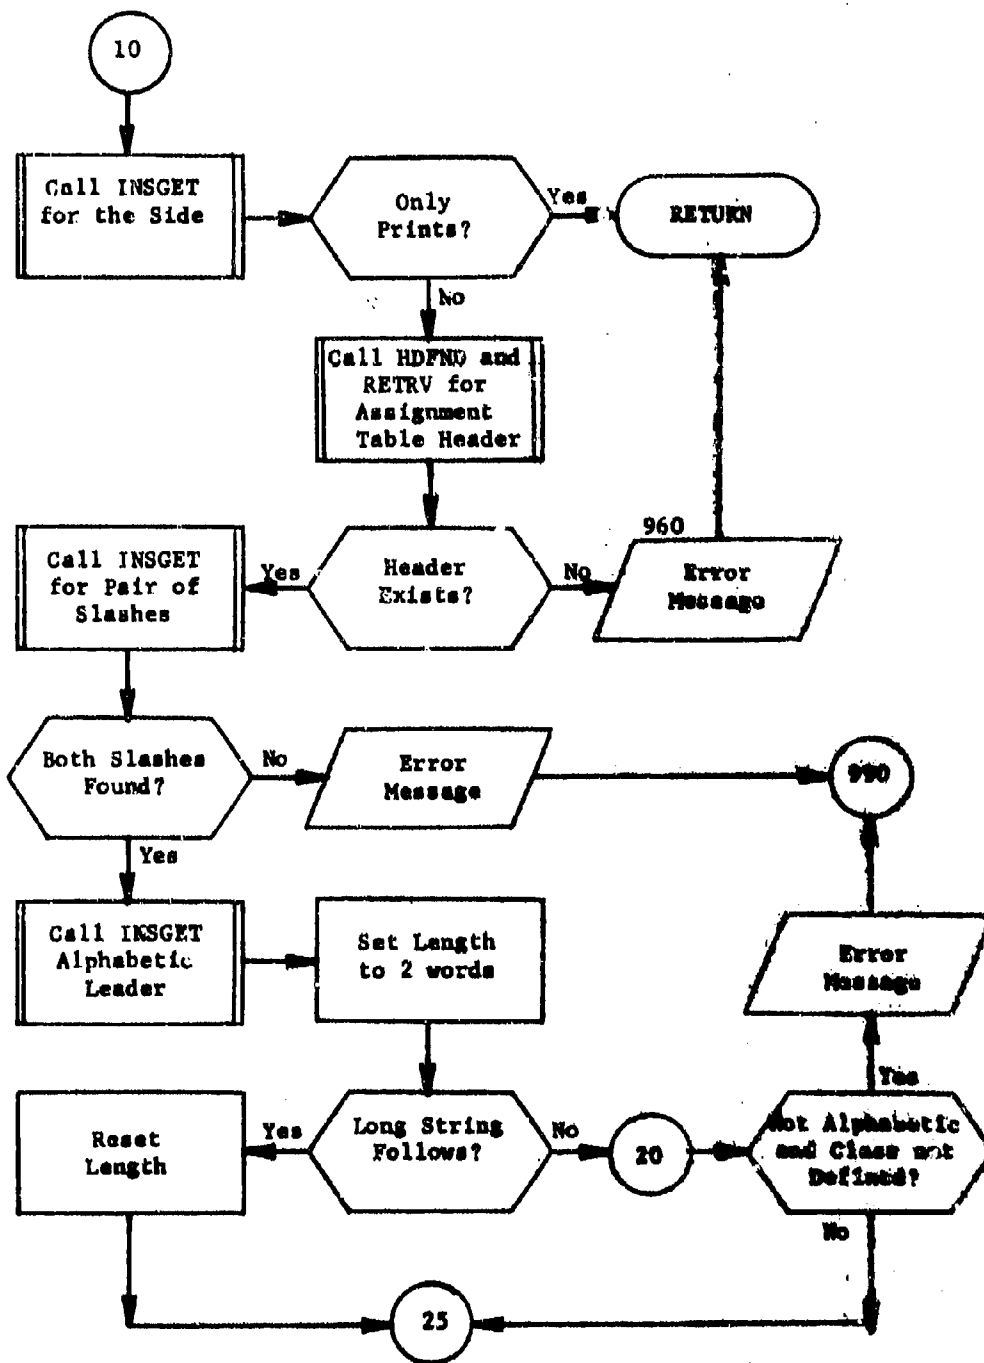 10
Call INSGET
for the Side
Only
Prints?
Yes
RETURN
No
Call HDFND and
RETRV for
Assignment
Table Header
960
Call INSGET
for Pair of
Slashes
Yes
Header
Exists?
No
Error
Message
Both Slashes
Found?
No
Error
Message
990
Yes
Call INSGET
Alphabetic
Leader
Set Length
to 2 words
Error
Message
Yes
Reset
Length
Yes
Long String
Follows?
No
20
Not Alphabetic
and Class not
Defined?
No
25